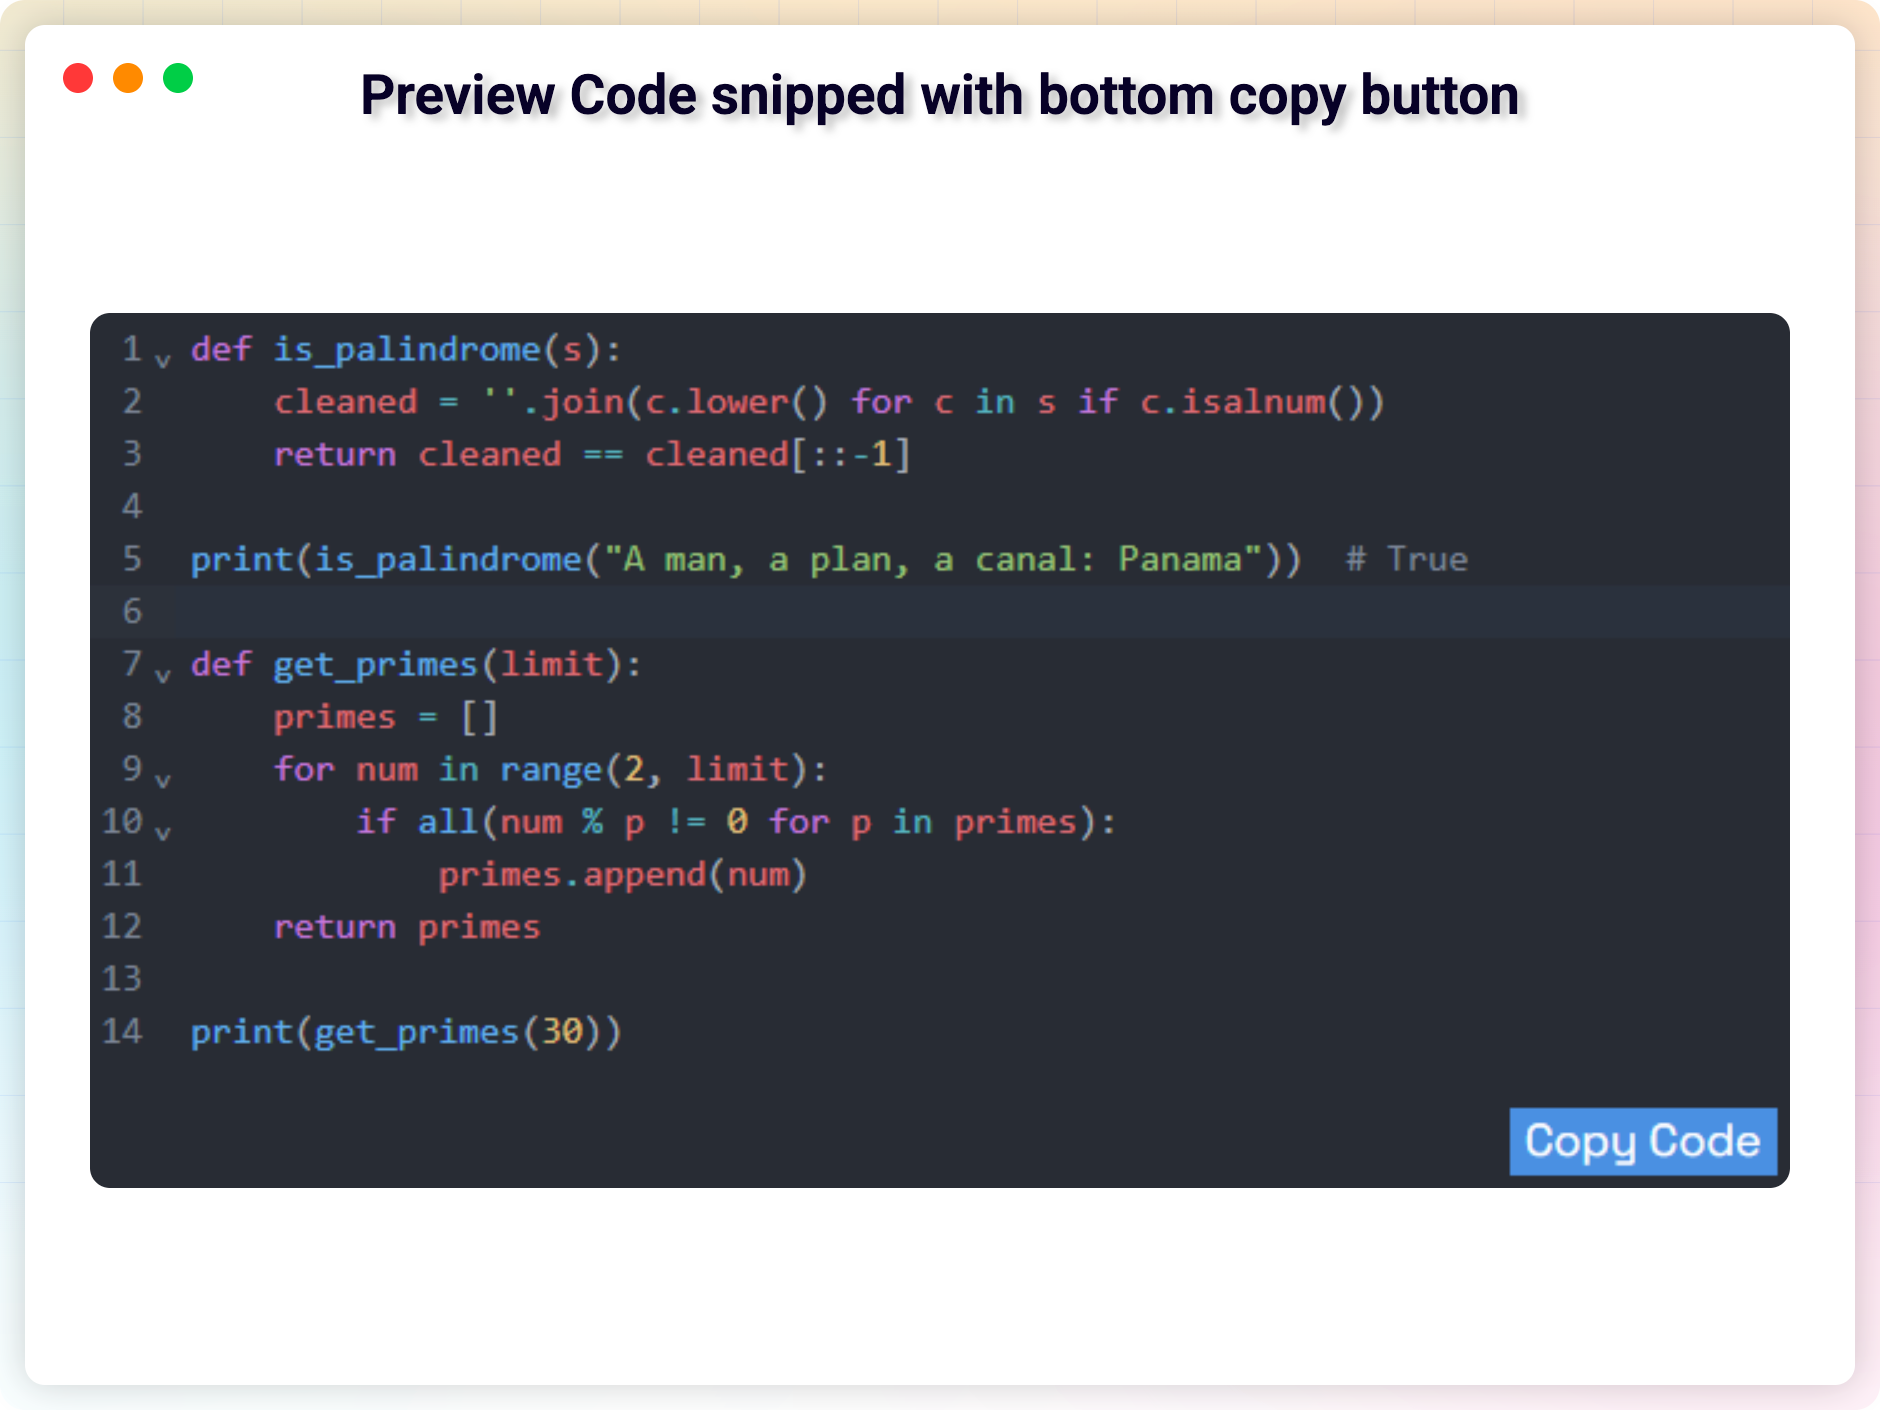 Preview Code snipped with bottom copy button
1 def is_palindrome(s):
2     cleaned = ''.join(c.lower() for c in s if c.isalnum())
3     return cleaned == cleaned[::-1]
4
5 print(is_palindrome("A man, a plan, a canal: Panama"))  # True
6
7 def get_primes(limit):
8     primes = []
9     for num in range(2, limit):
10         if all(num % p != 0 for p in primes):
11             primes.append(num)
12     return primes
13
14 print(get_primes(30))
Copy Code